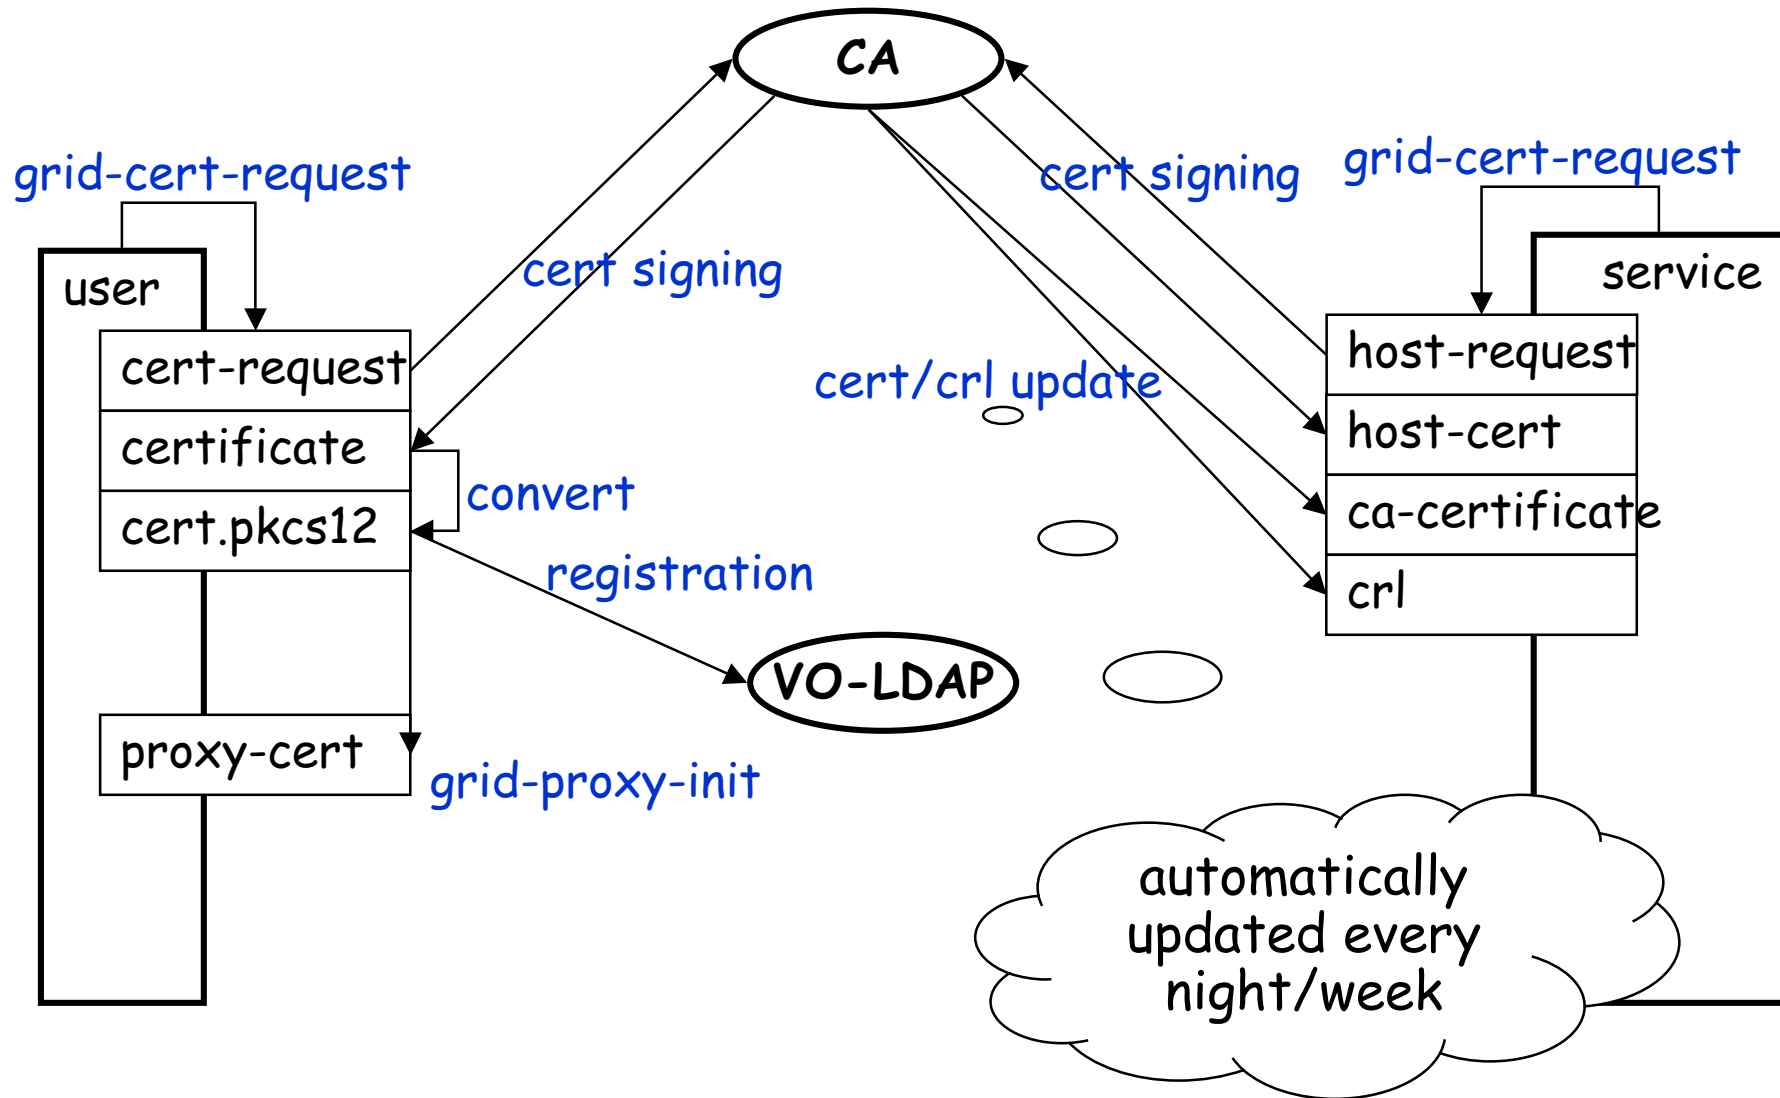 CA
grid-cert-request
cert signing
grid-cert-request
user
cert signing
service
cert-request
certificate
cert.pkcs12
convert
registration
cert/crl update
host-request
host-cert
ca-certificate
crl
VO-LDAP
proxy-cert
grid-proxy-init
automatically
updated every
night/week